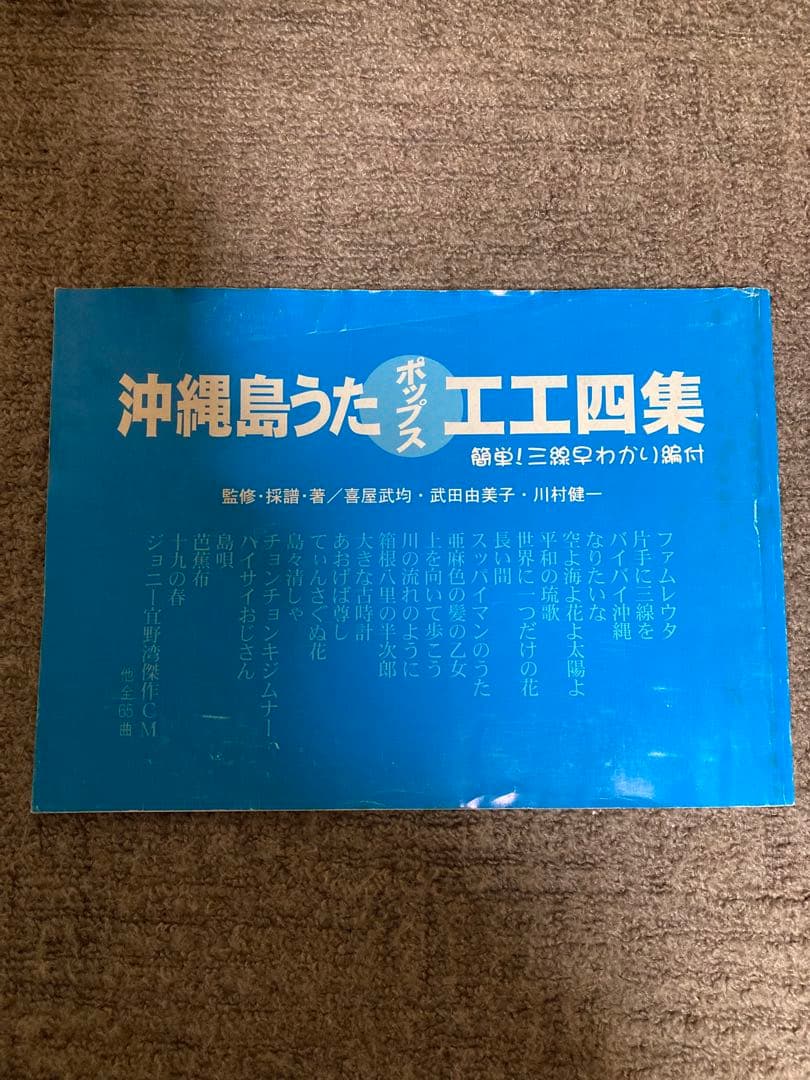 沖縄島うたポップス工工四集
簡単!三線早わかり編付
監修・採譜・著／喜屋武均・武田由美子・川村健一
ファムレウタ
片手に三線を
バイバイ沖縄
なりたいな
空よ海よ花よ太陽よ
平和の琉歌
世界に一つだけの花
長い間
スッパイマンのうた
亜麻色の髪の乙女
上を向いて歩こう
川の流れのように
箱根八里の半次郎
大きな古時計
あおげば尊し
てぃんさぐぬ花
島々清しゃ
チョンチョンキジムナー
ハイサイおじさん
島唄
芭蕉布
十九の春
ジョニー宜野湾傑作CM
他全65曲